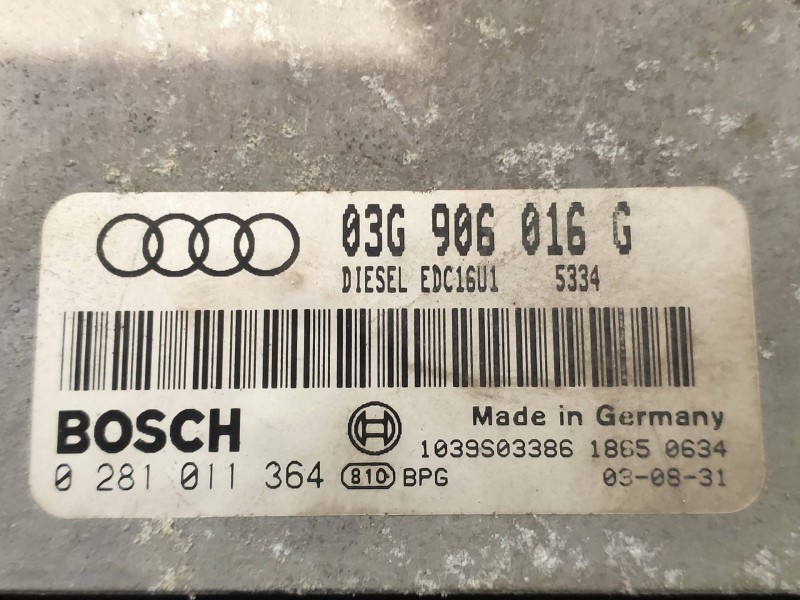 03G 906 016 G
DIESEL EDC16U1 5334
BOSCH
Made in Germany
1039S03386 1865 0634
0 281 011 364 810 BPG 03-08-31